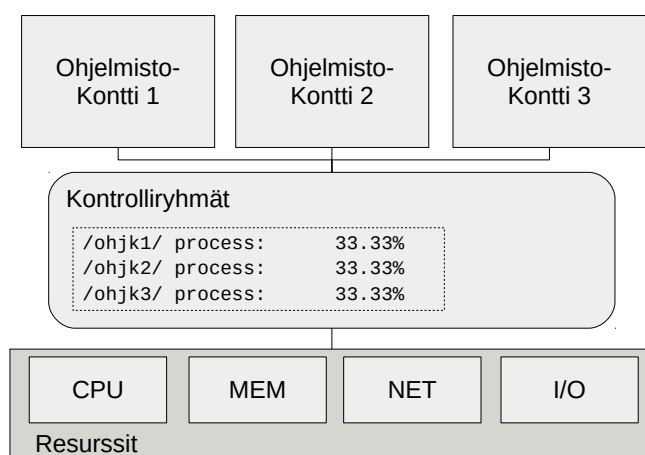 Ohjelmisto-
Kontti 1
Ohjelmisto-
Kontti 2
Ohjelmisto-
Kontti 3
Kontrolliryhmät
/ohjk1/ process: 33.33%
/ohjk2/ process: 33.33%
/ohjk3/ process: 33.33%
CPU
MEM
NET
I/O
Resurssit